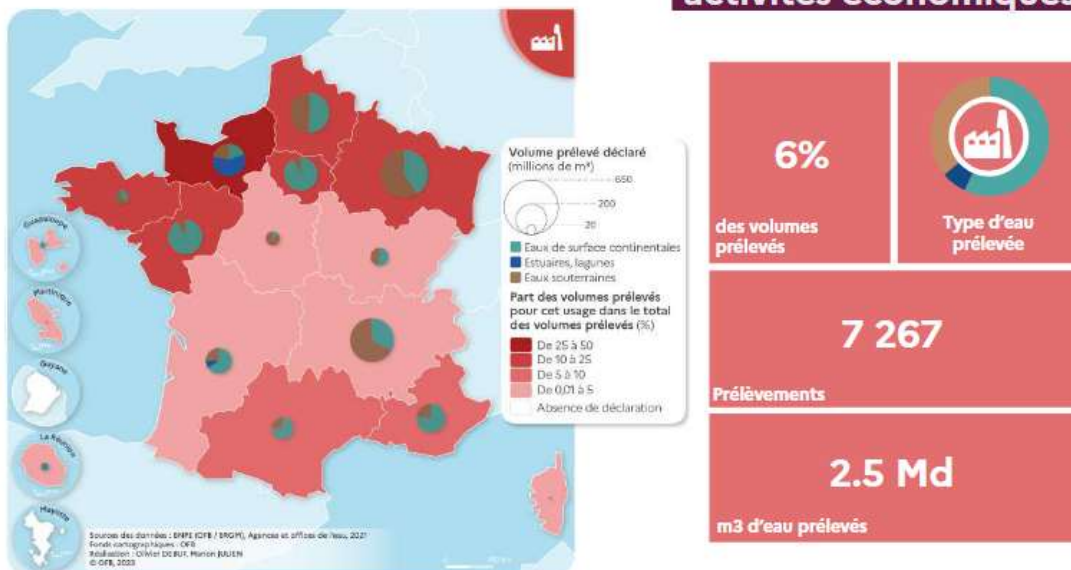 activités économiques
Volume prélevé déclaré
(millions de m³)
650
200
20
Eaux de surface continentales
Estuaires, lagunes
Eaux souterraines
Part des volumes prélevés
pour cet usage dans le total
des volumes prélevés (%)
De 25 à 50
De 10 à 25
De 5 à 10
De 0,01 à 5
Absence de déclaration
Guadeloupe
Martinique
Guyane
La Réunion
Mayotte
Sources des données : BNPE (OFB / BRGM), Agences et offices de l'eau, 2021
Fonds cartographiques : OFB
Réalisation : Olivier DEBUF, Marion JULIEN
© OFB, 2023
6%
des volumes
prélevés
Type d'eau
prélevée
7 267
Prélèvements
2.5 Md
m3 d'eau prélevés